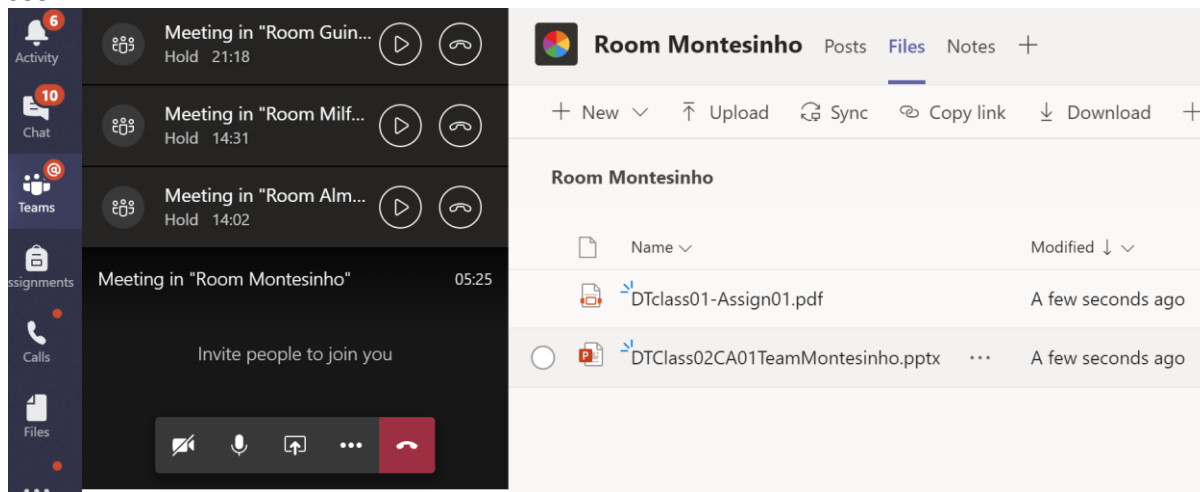 6
Activity
10
Chat
@
Teams
ssignments
Calls
Files
Meeting in "Room Guin...
Hold 21:18
Meeting in "Room Milf...
Hold 14:31
Meeting in "Room Alm...
Hold 14:02
Meeting in "Room Montesinho" 05:25
Invite people to join you
Room Montesinho Posts Files Notes +
+ New Upload Sync Copy link Download +
Room Montesinho
Name Modified ↓
DTclass01-Assign01.pdf A few seconds ago
DTClass02CA01TeamMontesinho.pptx ... A few seconds ago